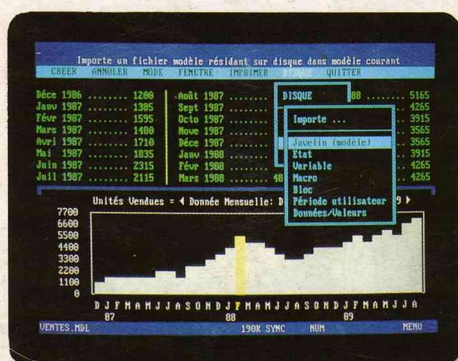 Importe un fichier modèle résidant sur disque dans modèle courant
CREER ANNULER MODE FENETRE IMPRIMER DISQUE QUITTER
Déce 1986 ........ 1200
Janv 1987 ........ 1385
Févr 1987 ........ 1595
Mars 1987 ........ 1480
Avri 1987 ........ 1710
Mai 1987 ........ 1835
Juin 1987 ........ 2315
Juil 1987 ........ 2115
Août 1987 ........
Sept 1987 ........
Octo 1987 ........
Nove 1987 ........
Déce 1987 ........
Janv 1988 ........
Févr 1988 ........
Mars 1988 ........ 40
DISQUE
Importe ...
Javelin (modèle)
Etat
Variable
Macro
Bloc
Période utilisateur
Données/Valeurs
88 ........ 5165
4265
3915
3565
3565
3915
4265
4265
Unités Vendues = Donnée Mensuelle: D
9
7700
6600
5500
4400
3300
2200
1100
0
D J F M A M J J A S O N D J F M A M J J A S O N D J F M A M J J A
87 88 89
VENTES.MDL 190K SYNC NUM MENU